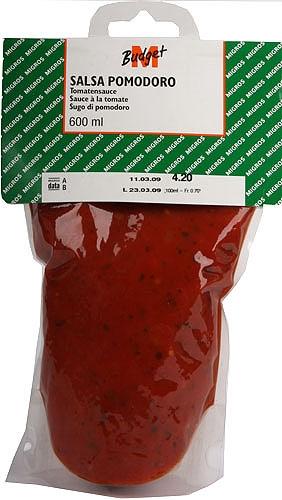 M Budget
SALSA POMODORO
Tomatensauce
Sauce à la tomate
Sugo di pomodoro
600 ml
MIGROS
data A
B
11.03.09 4.20
L 23.03.09 100ml = Fr. 0.70